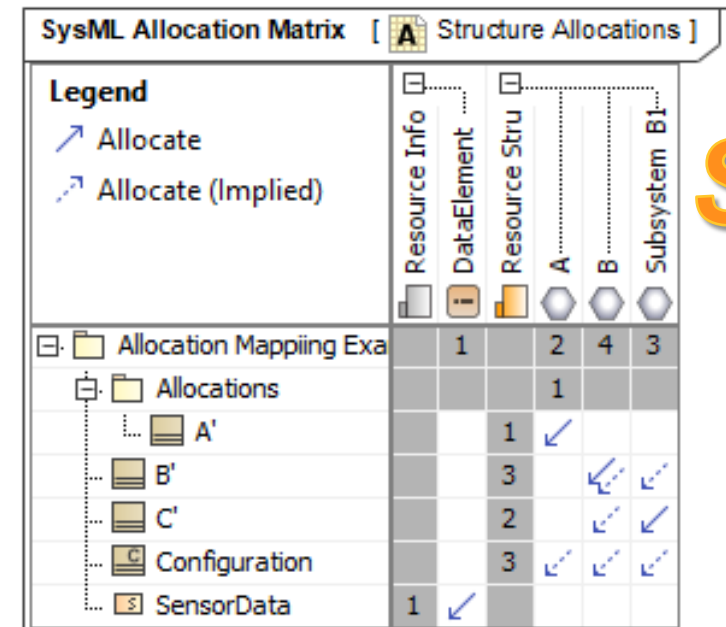 SysML Allocation Matrix [ A Structure Allocations ]
Legend
Allocate
Allocate (Implied)
Resource Info
DataElement
Resource Stru
A
B
Subsystem B1
Allocation Mappiing Exa 1 2 4 3
Allocations 1
A' 1
B' 3
C' 2
C Configuration 3
S SensorData 1
S